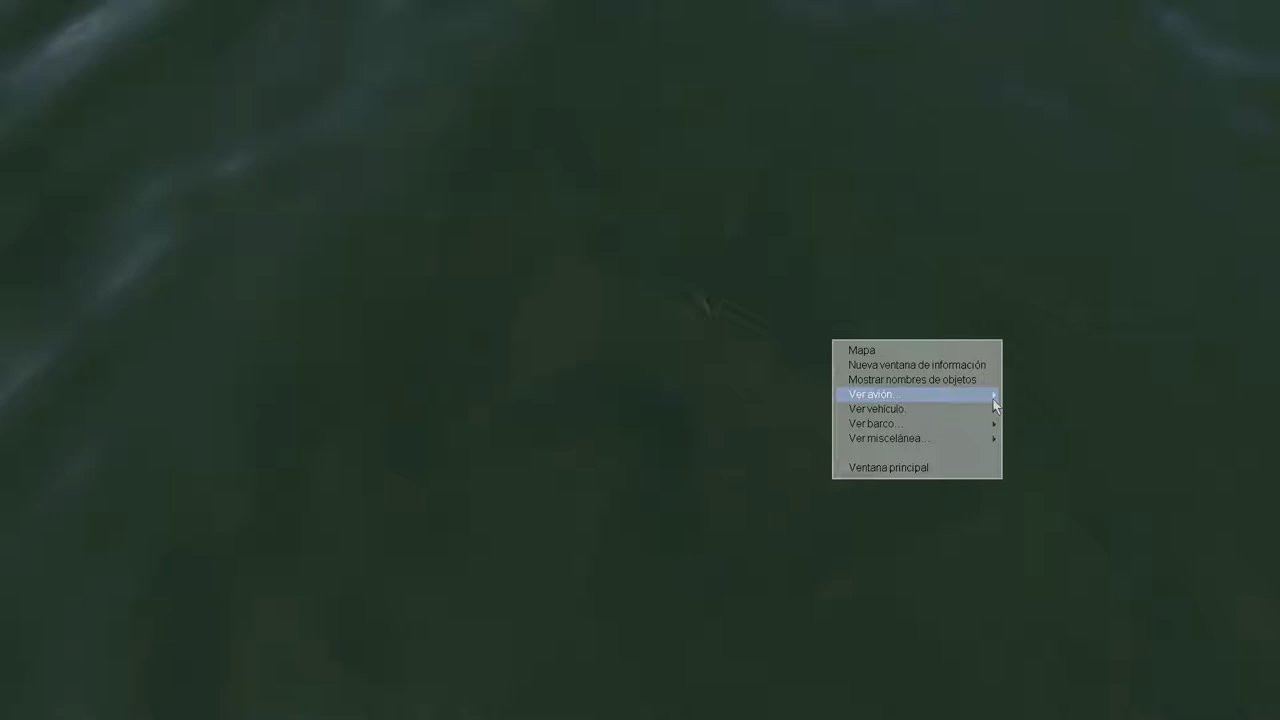 Mapa
Nueva ventana de información
Mostrar nombres de objetos
Ver avión...
Ver vehículo.
Ver barco...
Ver miscelánea...
Ventana principal